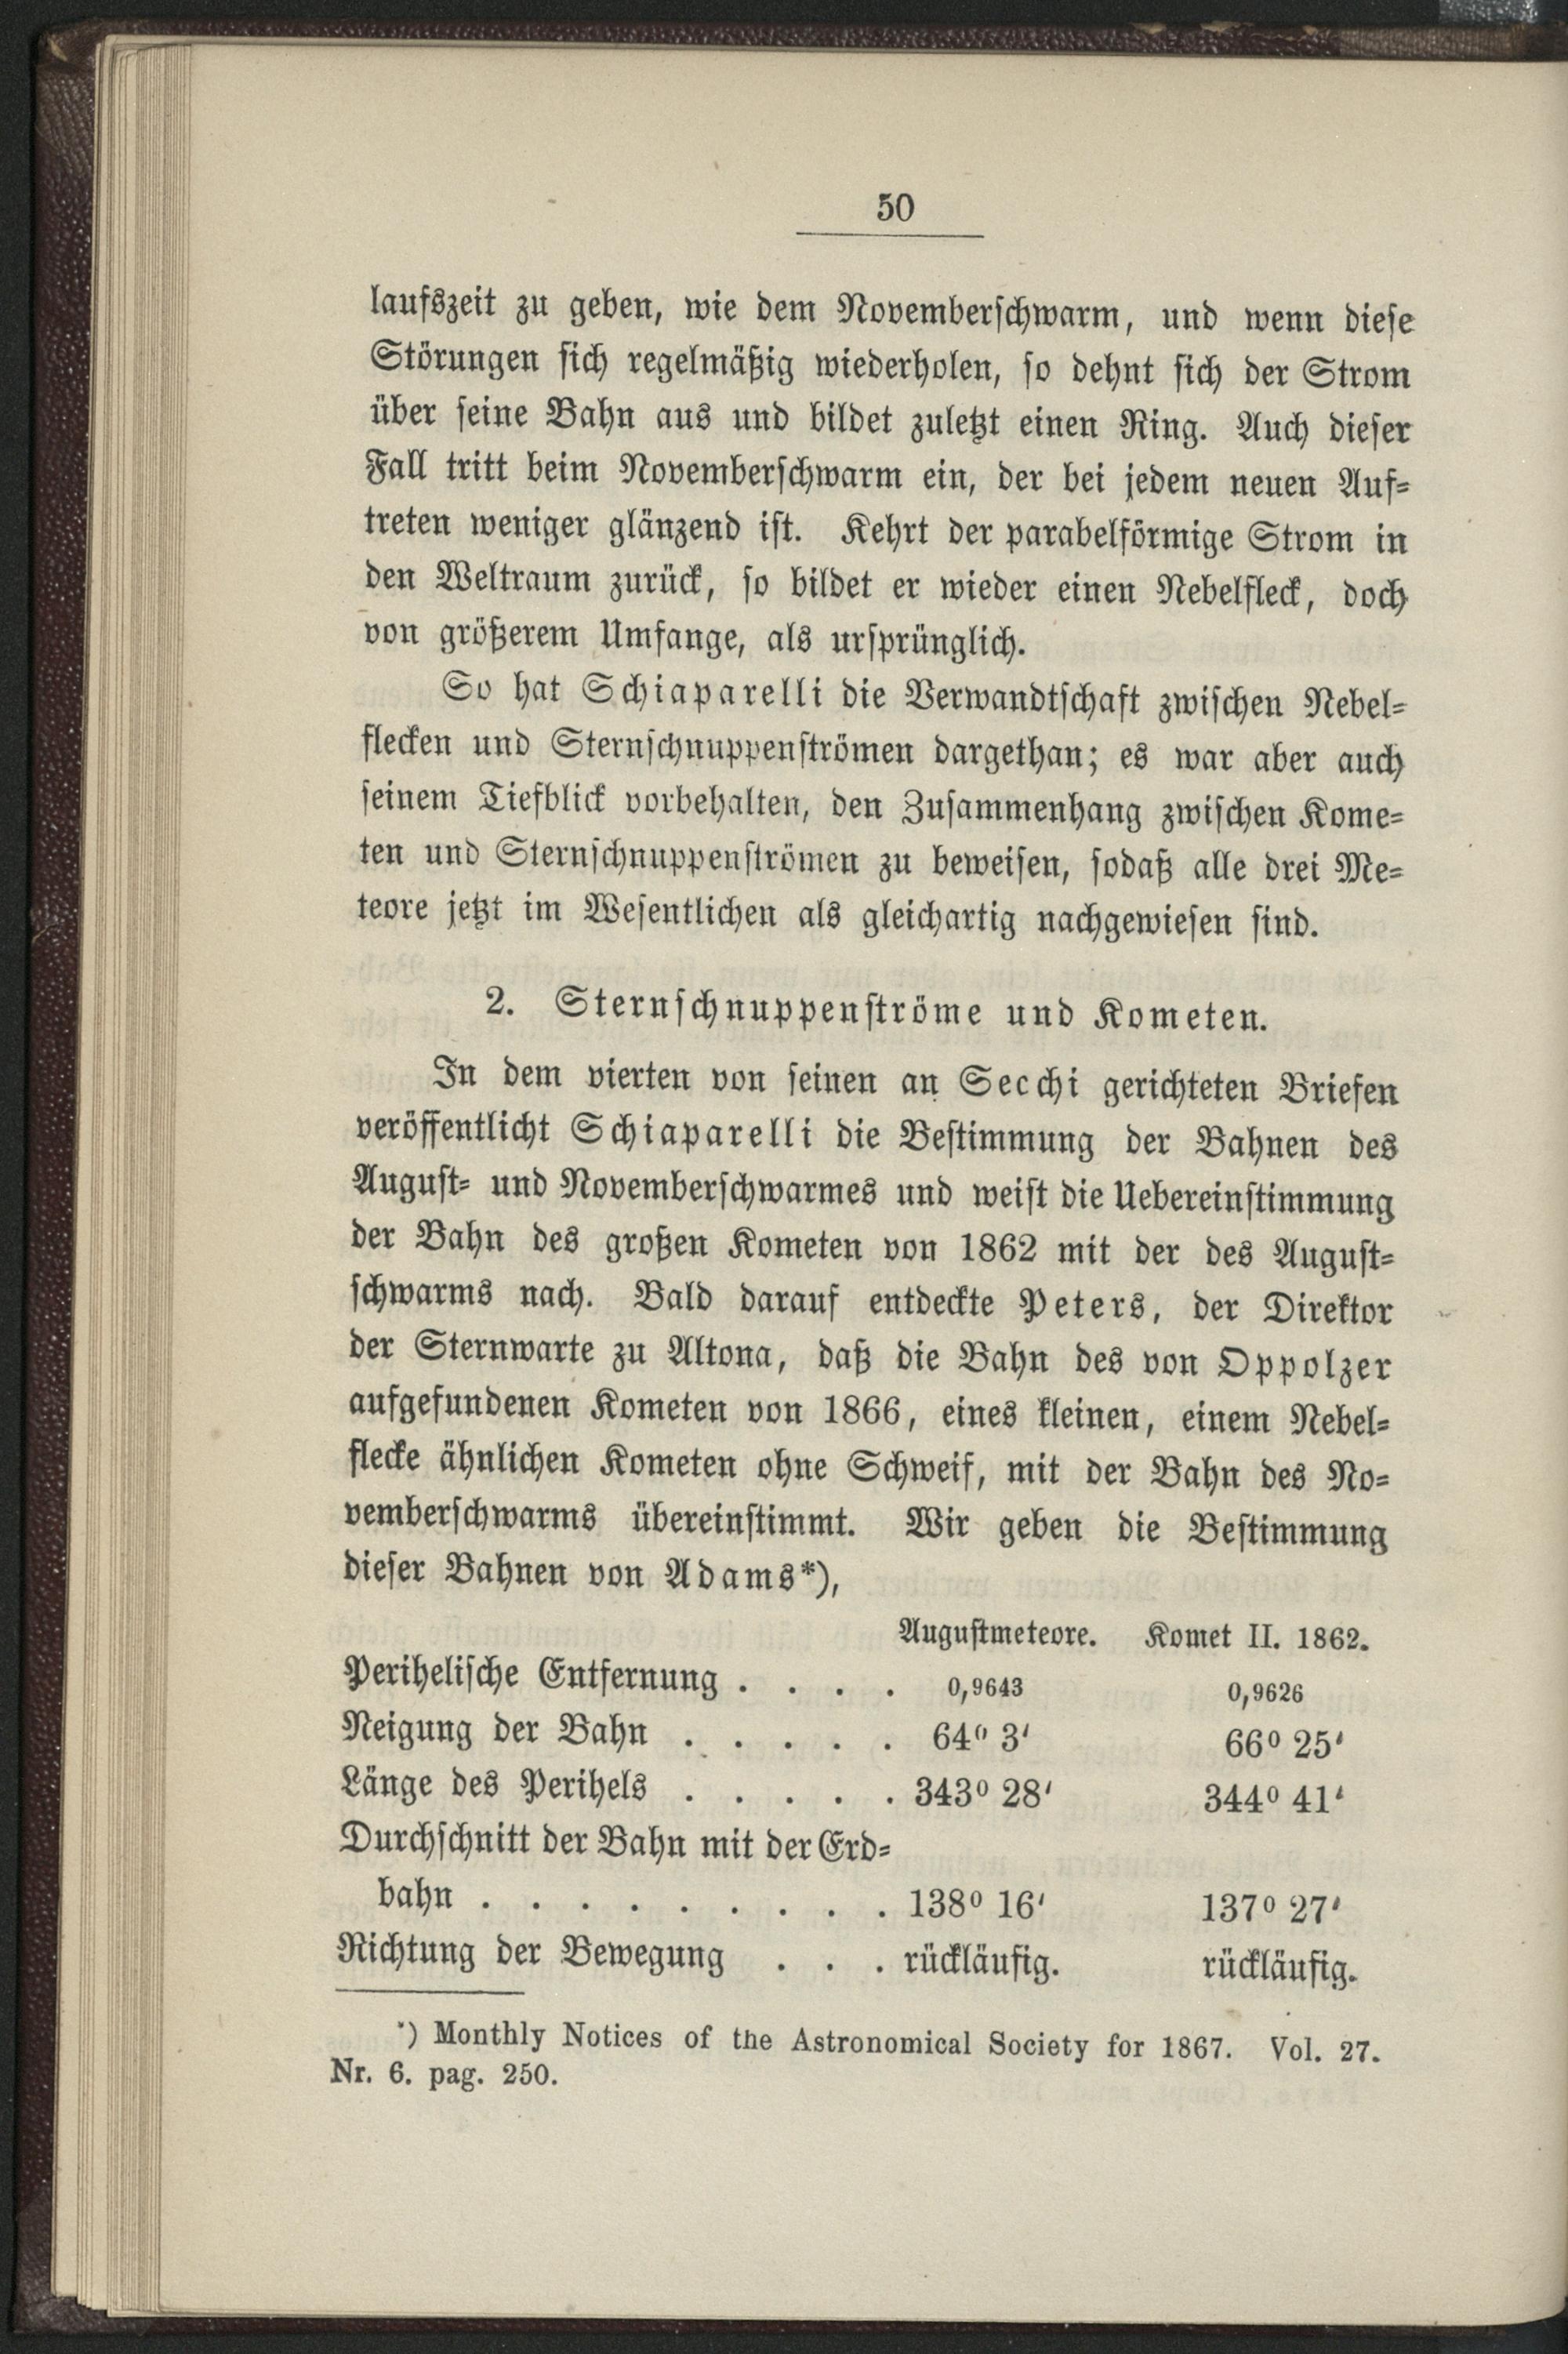 50
laufszeit zu geben, wie dem Novemberschwarm, und wenn diese
Störungen sich regelmäßig wiederholen, so dehnt sich der Strom
über seine Bahn aus und bildet zuletzt einen Ring. Auch dieser
Fall tritt beim Novemberschwarm ein, der bei jedem neuen Auf-
treten weniger glänzend ist. Kehrt der parabelförmige Strom in
den Weltraum zurück, so bildet er wieder einen Nebelfleck, doch
von größerem Umfange, als ursprünglich.
So hat Schiaparelli die Verwandtschaft zwischen Nebel-
flecken und Sternschnuppenströmen dargethan; es war aber auch
seinem Tiefblick vorbehalten, den Zusammenhang zwischen Kome-
ten und Sternschnuppenströmen zu beweisen, sodaß alle drei Me-
teore jetzt im Wesentlichen als gleichartig nachgewiesen sind.
2. Sternschnuppenströme und Kometen.
In dem vierten von seinen an Secchi gerichteten Briefen
veröffentlicht Schiaparelli die Bestimmung der Bahnen des
August- und Novemberschwarmes und weist die Uebereinstimmung
der Bahn des großen Kometen von 1862 mit der des August-
schwarms nach. Bald darauf entdeckte Peters, der Direktor
der Sternwarte zu Altona, daß die Bahn des von Oppolzer
aufgefundenen Kometen von 1866, eines kleinen, einem Nebel-
flecke ähnlichen Kometen ohne Schweif, mit der Bahn des No-
vemberschwarms übereinstimmt. Wir geben die Bestimmung
dieser Bahnen von Adams*),
Augustmeteore. Komet II. 1862.
Perihelische Entfernung . . . . 0,9643 0,9626
Neigung der Bahn . . . . . 64° 3′ 66° 25′
Länge des Perihels . . . . . 343° 28′ 344° 41′
Durchschnitt der Bahn mit der Erd-
bahn . . . . . . . . . 138° 16′ 137° 27′
Richtung der Bewegung . . . rückläufig. rückläufig.
*) Monthly Notices of the Astronomical Society for 1867. Vol. 27.
Nr. 6. pag. 250.